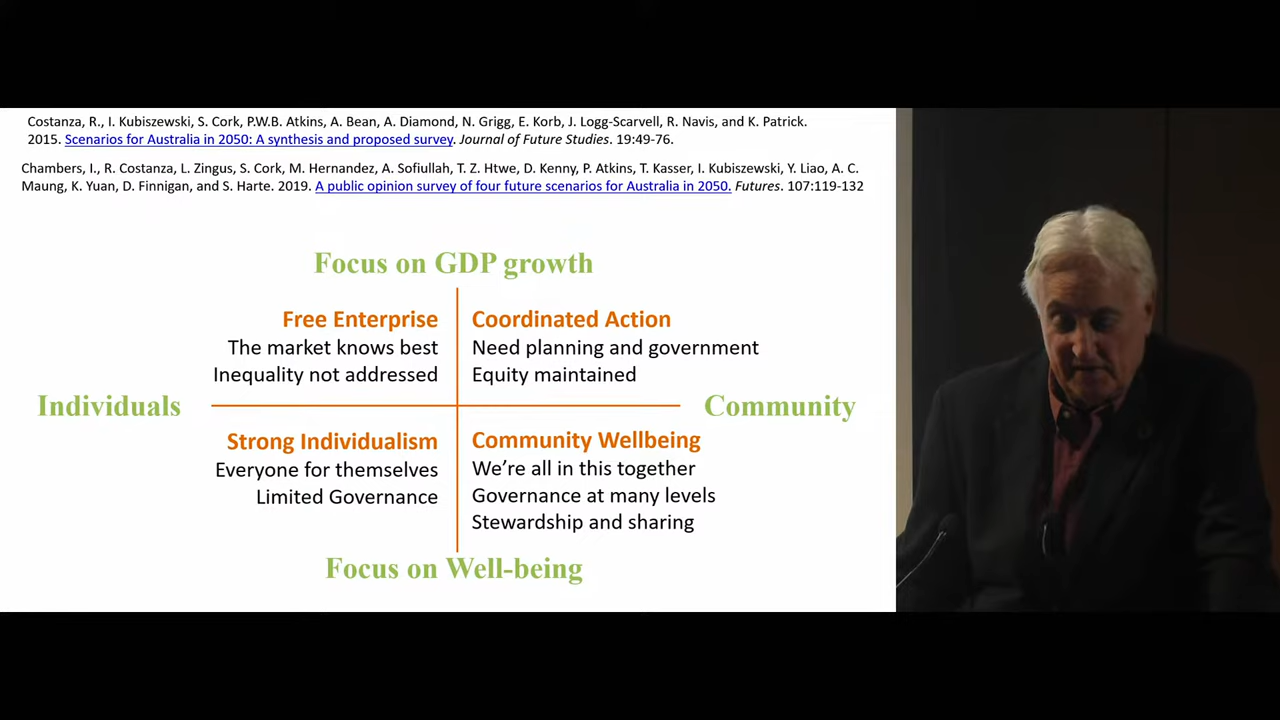 Costanza, R., I. Kubiszewski, S. Cork, P.W.B. Atkins, A. Bean, A. Diamond, N. Grigg, E. Korb, J. Logg-Scarvell, R. Navis, and K. Patrick.
2015. Scenarios for Australia in 2050: A synthesis and proposed survey. Journal of Future Studies. 19:49-76.
Chambers, I., R. Costanza, L. Zingus, S. Cork, M. Hernandez, A. Sofiullah, T. Z. Htwe, D. Kenny, P. Atkins, T. Kasser, I. Kubiszewski, Y. Liao, A. C.
Maung, K. Yuan, D. Finnigan, and S. Harte. 2019. A public opinion survey of four future scenarios for Australia in 2050. Futures. 107:119-132
Focus on GDP growth
Free Enterprise
The market knows best
Inequality not addressed
Coordinated Action
Need planning and government
Equity maintained
Individuals
Community
Strong Individualism
Everyone for themselves
Limited Governance
Community Wellbeing
We're all in this together
Governance at many levels
Stewardship and sharing
Focus on Well-being